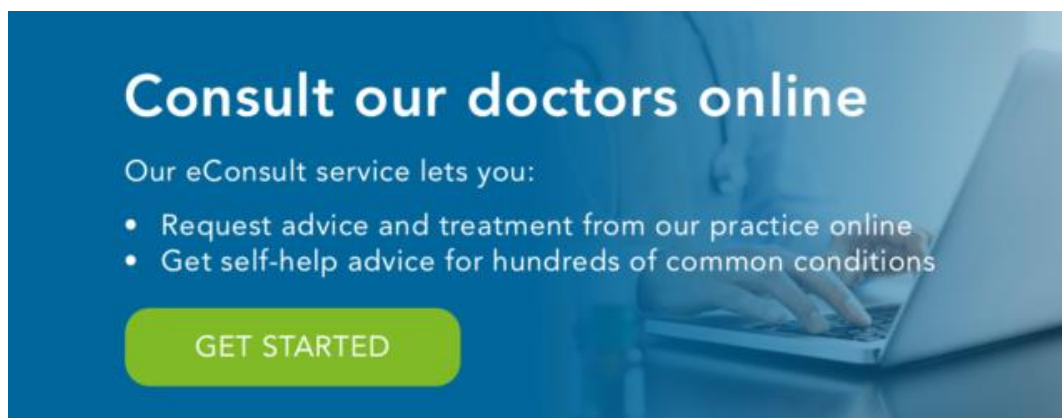 Consult our doctors online
Our eConsult service lets you:
• Request advice and treatment from our practice online
• Get self-help advice for hundreds of common conditions
GET STARTED